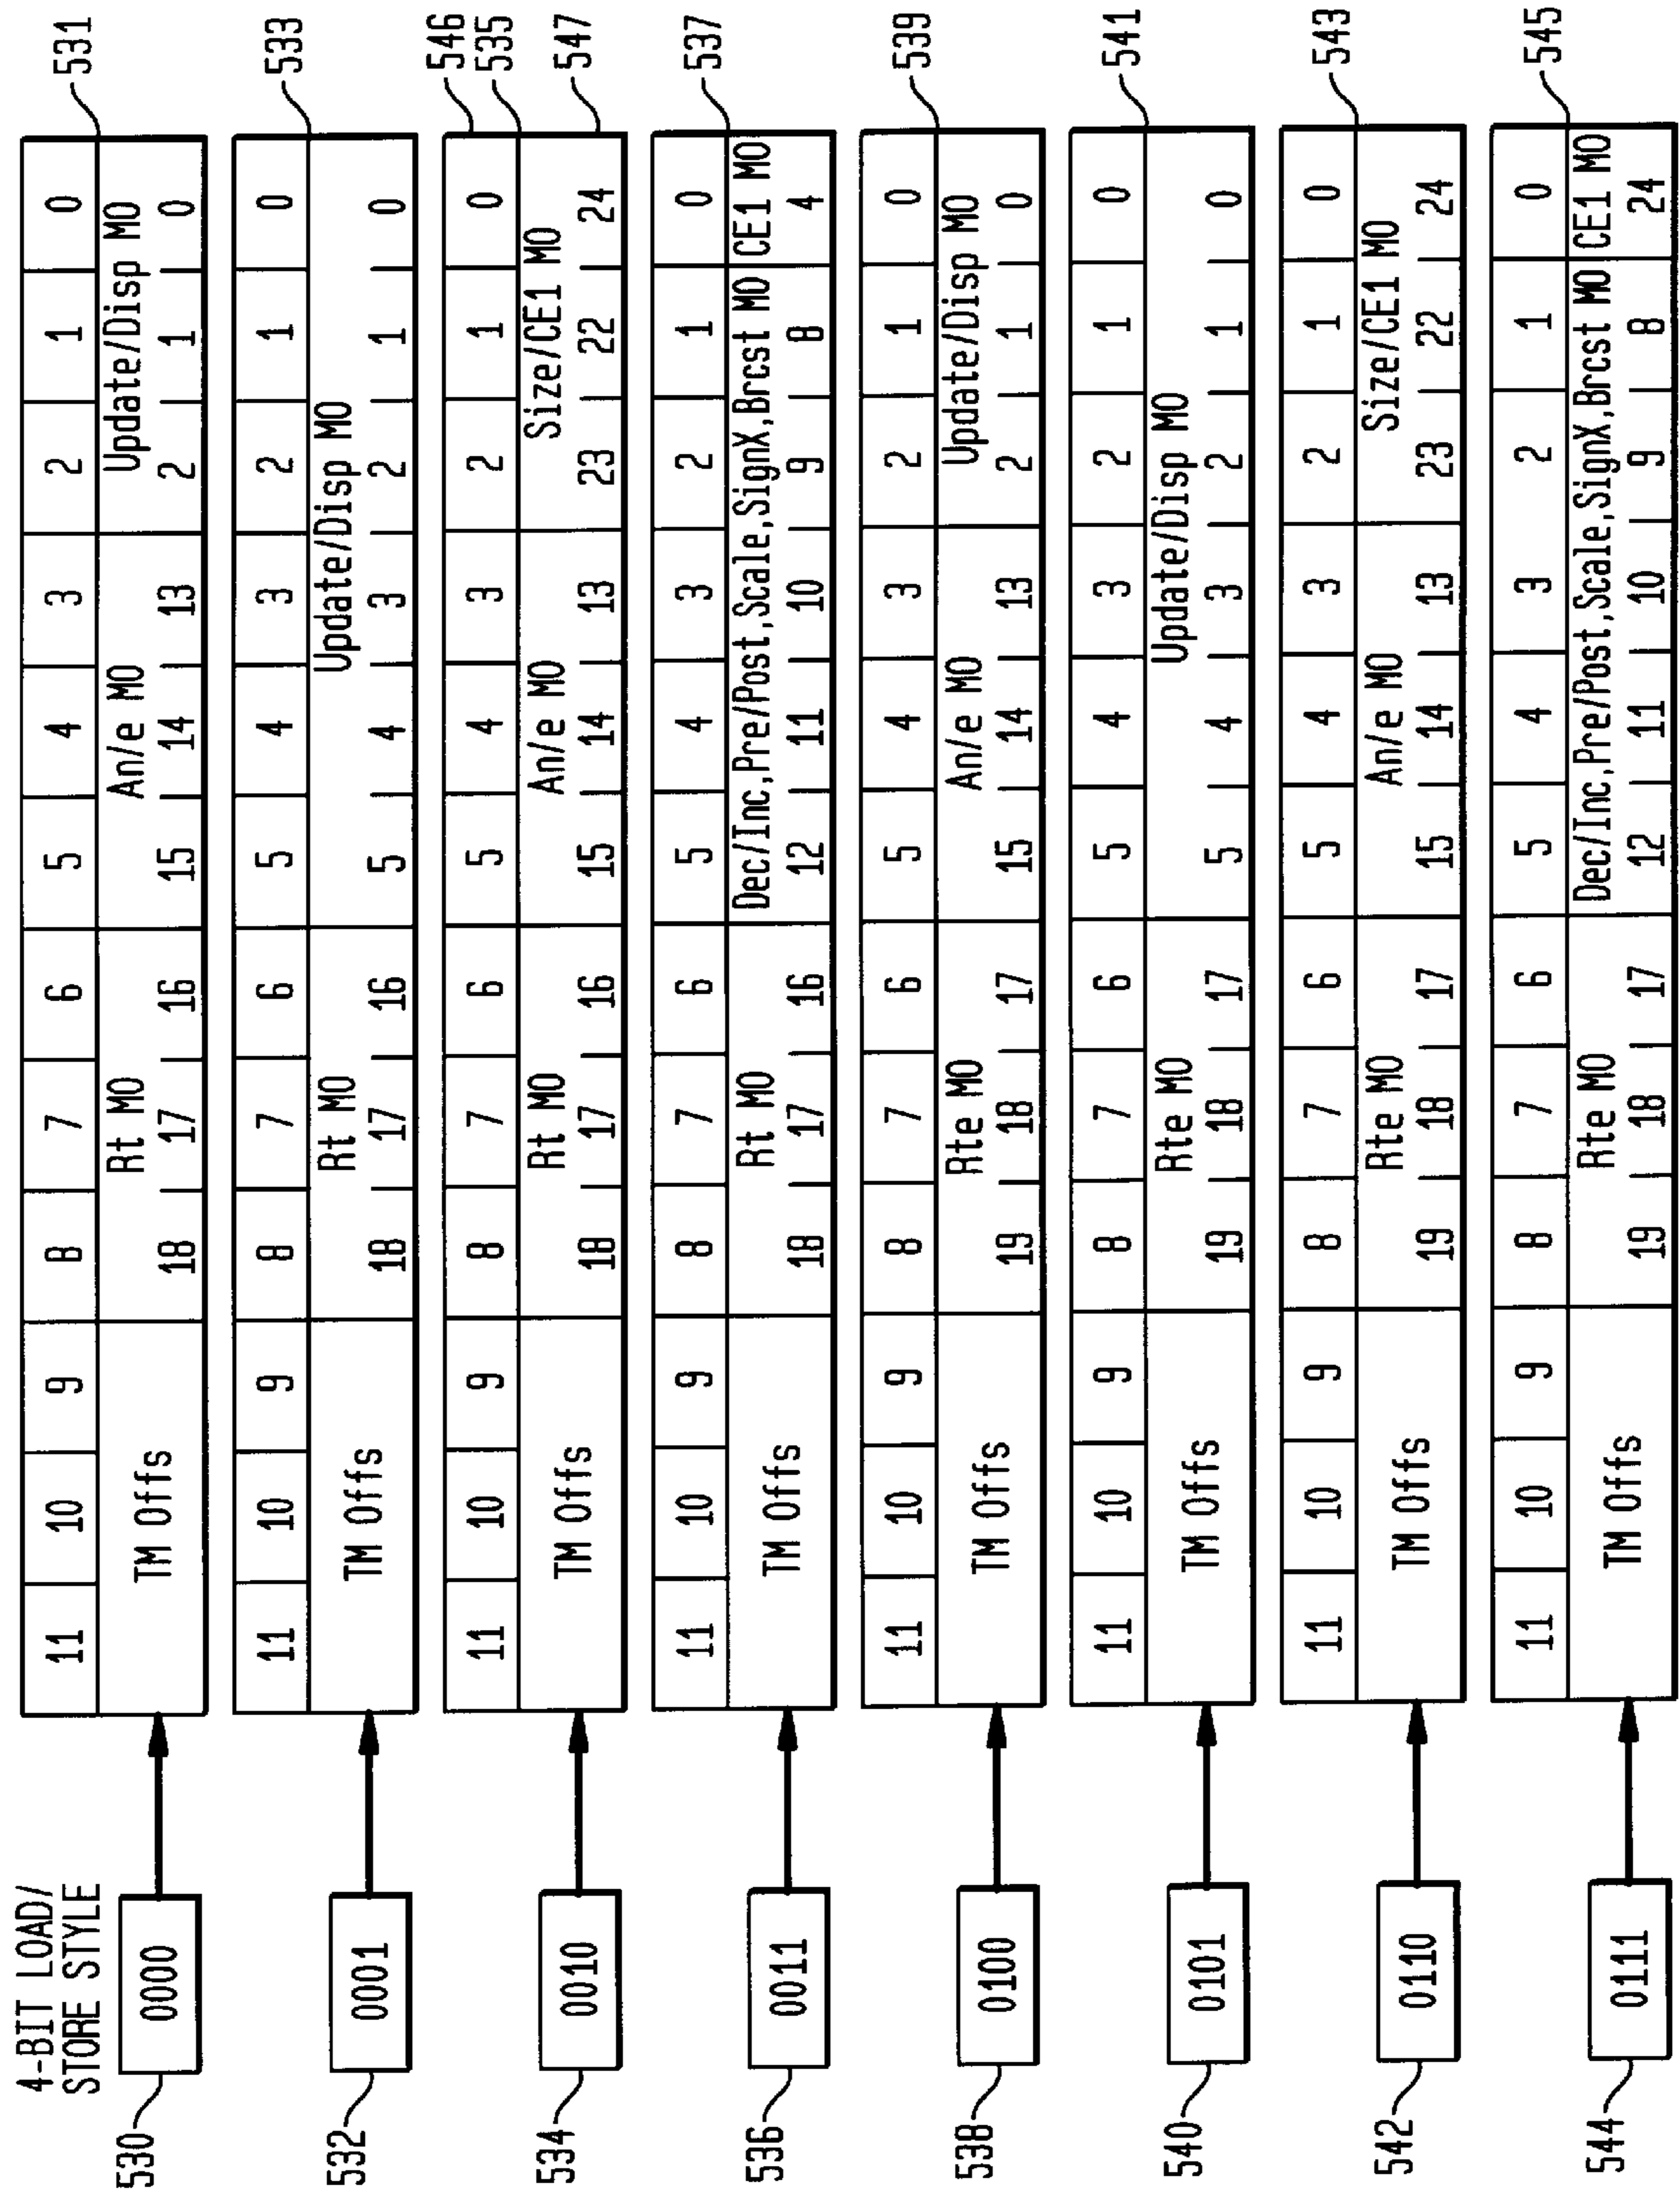 4-BIT LOAD/
STORE STYLE
530 0000
11 10 9 8 7 6 5 4 3 2 1 0 531
TM Offs Rt MO An/e MO Update/Disp MO
18 17 16 15 14 13 2 1 0
532 0001
11 10 9 8 7 6 5 4 3 2 1 0 533
TM Offs Rt MO Update/Disp MO
18 17 16 5 4 3 2 1 0
534 0010
11 10 9 8 7 6 5 4 3 2 1 0 546
535
TM Offs Rt MO An/e MO Size/CE1 MO
18 17 16 15 14 13 23 22 24 547
536 0011
11 10 9 8 7 6 5 4 3 2 1 0 537
TM Offs Rt MO Dec/Inc,Pre/Post,Scale,SignX,Brcst MO CE1 MO
18 17 16 12 11 10 9 8 4
538 0100
11 10 9 8 7 6 5 4 3 2 1 0 539
TM Offs Rte MO An/e MO Update/Disp MO
19 18 17 15 14 13 2 1 0
540 0101
11 10 9 8 7 6 5 4 3 2 1 0 541
TM Offs Rte MO Update/Disp MO
19 18 17 5 4 3 2 1 0
542 0110
11 10 9 8 7 6 5 4 3 2 1 0 543
TM Offs Rte MO An/e MO Size/CE1 MO
19 18 17 15 14 13 23 22 24
544 0111
11 10 9 8 7 6 5 4 3 2 1 0 545
TM Offs Rte MO Dec/Inc,Pre/Post,Scale,SignX,Brcst MO CE1 MO
19 18 17 12 11 10 9 8 24